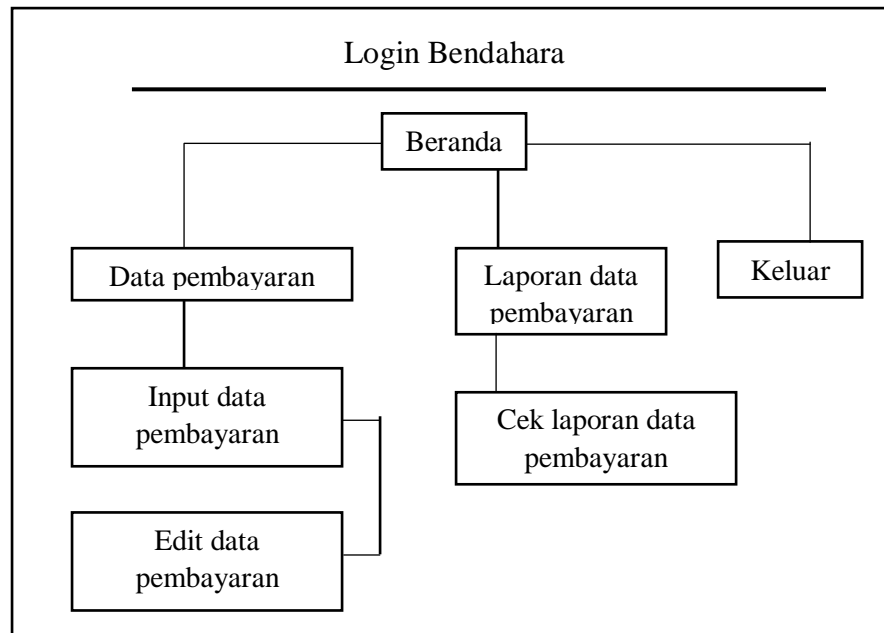 Login Bendahara
Beranda
Data pembayaran
Laporan data
pembayaran
Keluar
Input data
pembayaran
Cek laporan data
pembayaran
Edit data
pembayaran